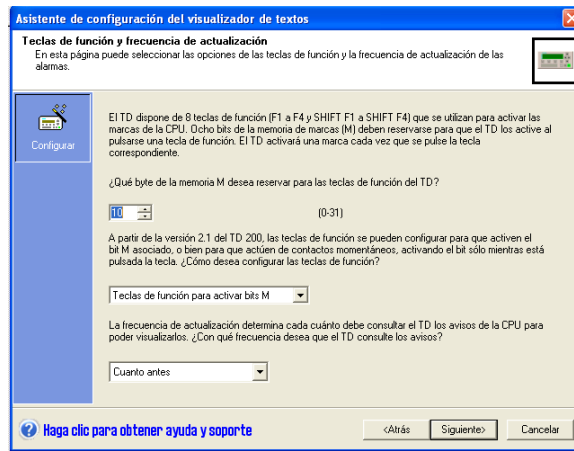 Asistente de configuración del visualizador de textos
Teclas de función y frecuencia de actualización
En esta página puede seleccionar las opciones de las teclas de función y la frecuencia de actualización de las
alarmas.
Configurar
El TD dispone de 8 teclas de función (F1 a F4 y SHIFT F1 a SHIFT F4) que se utilizan para activar las
marcas de la CPU. Ocho bits de la memoria de marcas (M) deben reservarse para que el TD los active al
pulsarse una tecla de función. El TD activará una marca cada vez que se pulse la tecla
correspondiente.
¿Qué byte de la memoria M desea reservar para las teclas de función del TD?
10 (0-31)
A partir de la versión 2.1 del TD 200, las teclas de función se pueden configurar para que activen el
bit M asociado, o bien para que actúen de contactos momentáneos, activando el bit sólo mientras está
pulsada la tecla. ¿Cómo desea configurar las teclas de función?
Teclas de función para activar bits M
La frecuencia de actualización determina cada cuánto debe consultar el TD los avisos de la CPU para
poder visualizarlos. ¿Con qué frecuencia desea que el TD consulte los avisos?
Cuanto antes
Haga clic para obtener ayuda y soporte
<Atrás Siguiente> Cancelar